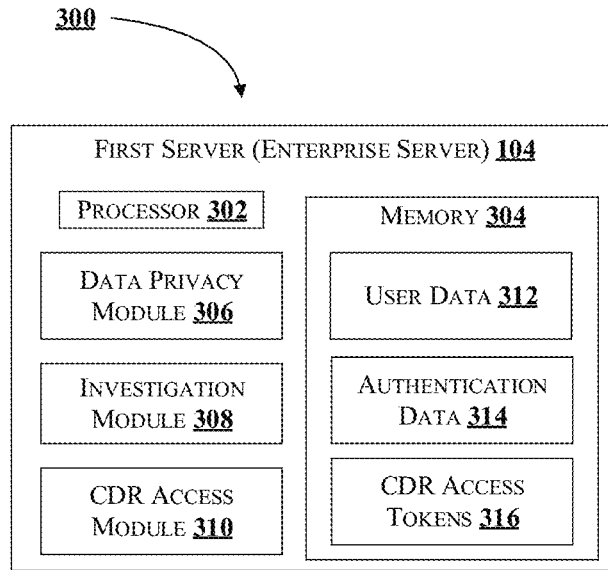 300
FIRST SERVER (ENTERPRISE SERVER) 104
PROCESSOR 302
MEMORY 304
DATA PRIVACY
MODULE 306
USER DATA 312
INVESTIGATION
MODULE 308
AUTHENTICATION
DATA 314
CDR ACCESS
MODULE 310
CDR ACCESS
TOKENS 316